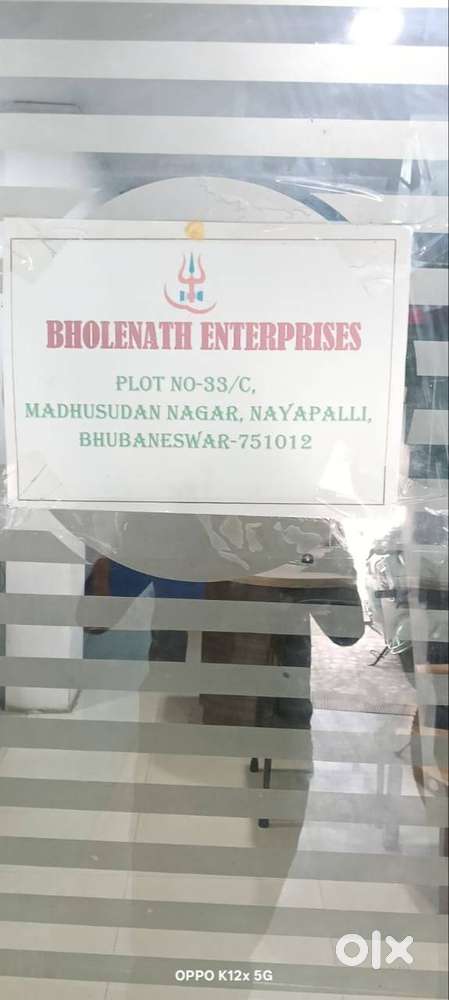 BHOLENATH ENTERPRISES
PLOT NO-33/C,
MADHUSUDAN NAGAR, NAYAPALLI,
BHUBANESWAR-751012
olx
OPPO K12x 5G